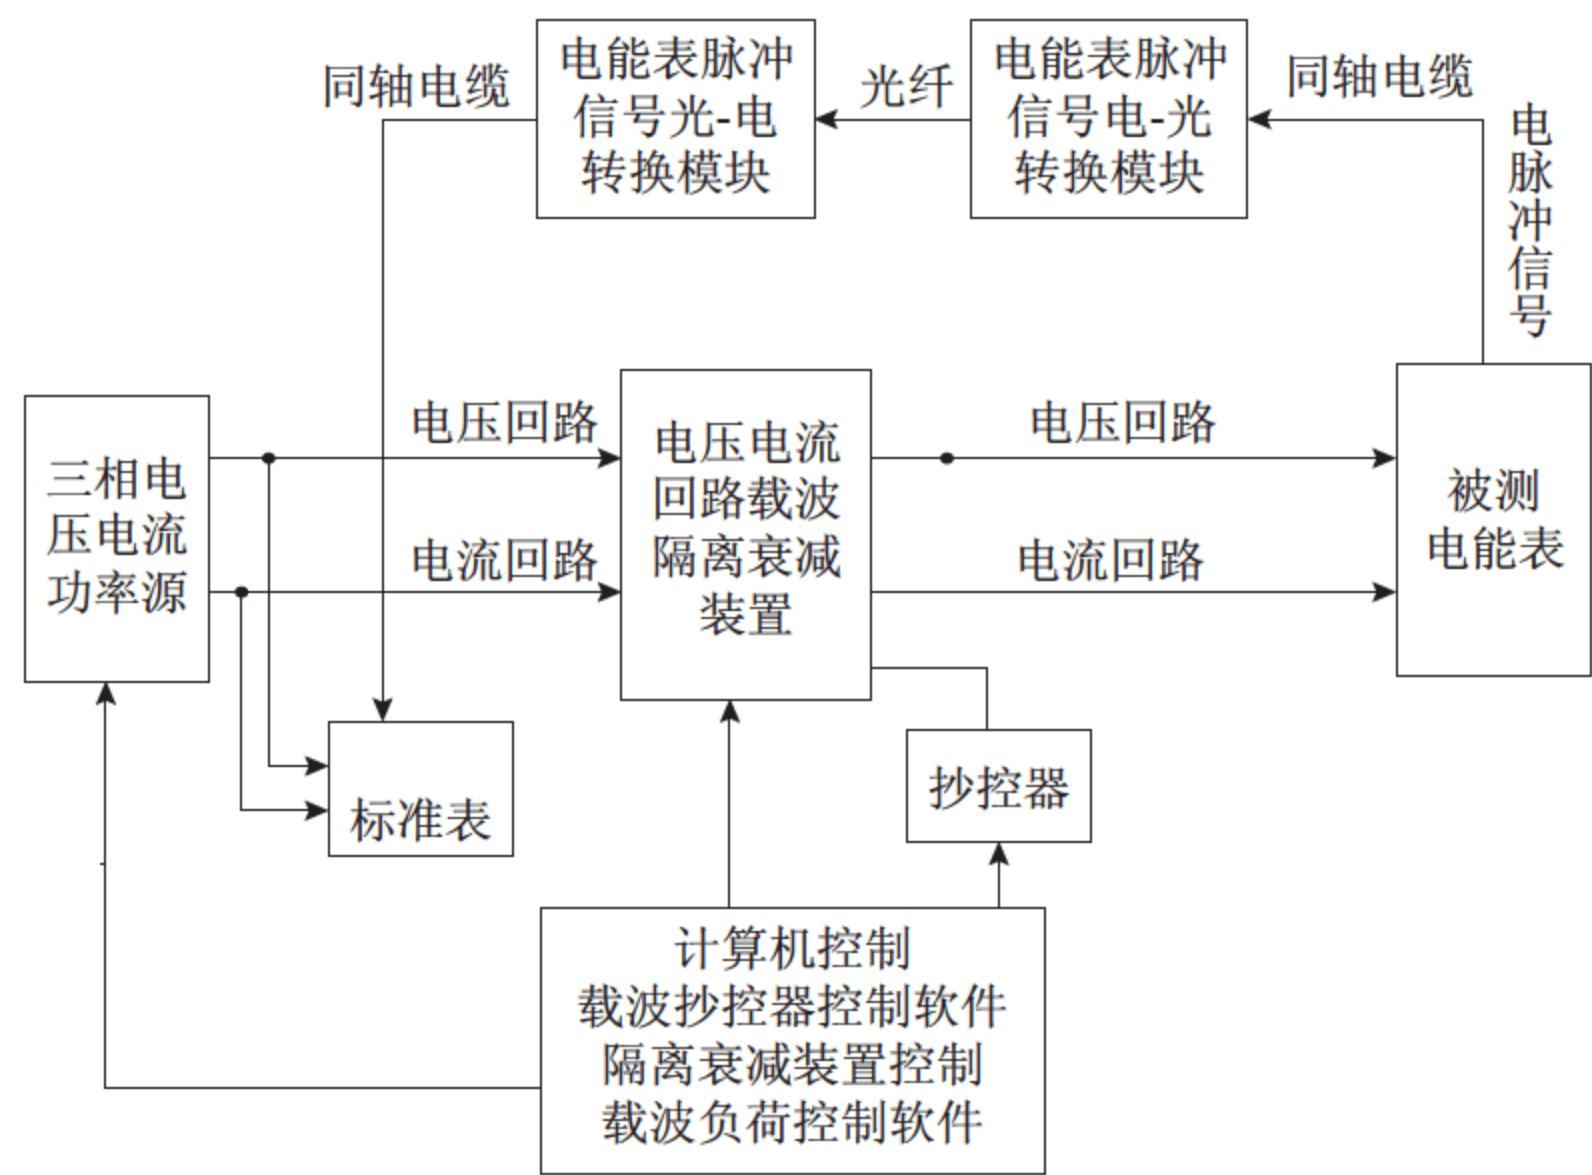 同轴电缆
电能表脉冲
信号光-电
转换模块
光纤
电能表脉冲
信号电-光
转换模块
同轴电缆
电脉冲信号
三相电
压电流
功率源
电压回路
电流回路
电压电流
回路载波
隔离衰减
装置
电压回路
电流回路
被测
电能表
标准表
抄控器
计算机控制
载波抄控器控制软件
隔离衰减装置控制
载波负荷控制软件